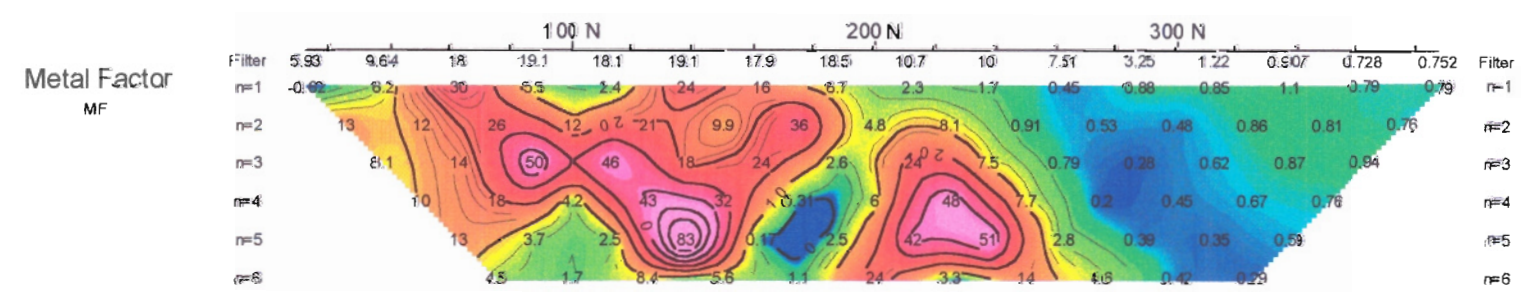 100 N 200 N 300 N
Filter 5.93 9.64 18 19.1 18.1 19.1 17.9 18.5 10.7 10 7.51 3.25 1.22 0.907 0.728 0.752 Filter
Metal Factor
MF
n=1 6.2 30 5.5 2.4 24 16 6.7 2.3 1.7 0.45 0.88 0.85 1.1 0.79 0.79 n=1
n=2 13 12 26 12 21 9.9 36 4.8 8.1 0.91 0.53 0.48 0.86 0.81 0.76 n=2
n=3 8.1 14 50 46 18 24 2.6 24 7.5 0.79 0.28 0.62 0.87 0.94 n=3
n=4 10 18 4.2 43 32 0.31 6 48 7.7 0.2 0.45 0.67 0.76 n=4
n=5 13 3.7 2.5 83 0.17 2.5 42 51 2.8 0.39 0.35 0.59 n=5
n=6 4.5 1.7 8.4 5.6 1.1 24 3.3 14 4.6 0.42 0.29 n=6